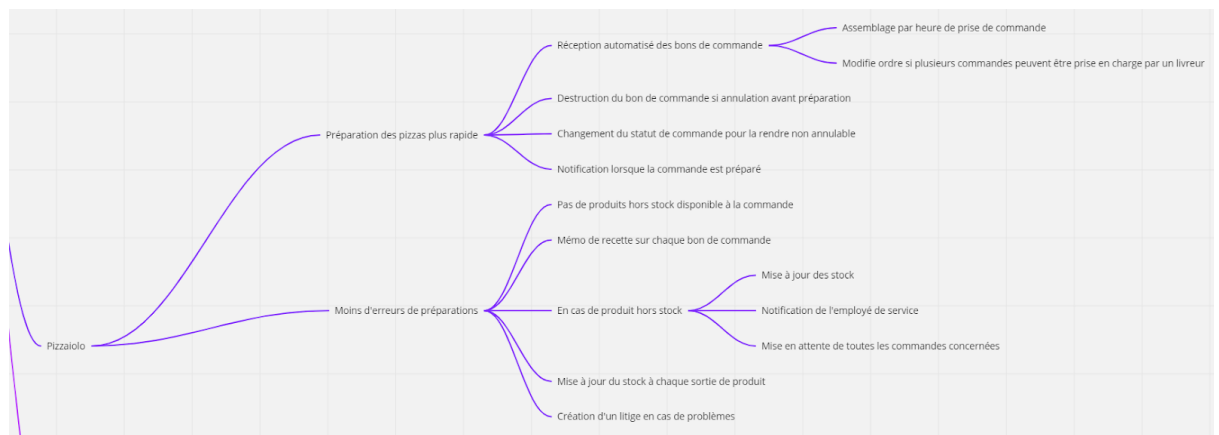 Assemblage par heure de prise de commande
Réception automatisé des bons de commande
Modifie ordre si plusieurs commandes peuvent être prise en charge par un livreur
Destruction du bon de commande si annulation avant préparation
Préparation des pizzas plus rapide
Changement du statut de commande pour la rendre non annulable
Notification lorsque la commande est préparé
Pas de produits hors stock disponible à la commande
Mémo de recette sur chaque bon de commande
Mise à jour des stock
Moins d'erreurs de préparations
En cas de produit hors stock
Notification de l'employé de service
Pizzaiolo
Mise en attente de toutes les commandes concernées
Mise à jour du stock à chaque sortie de produit
Création d'un litige en cas de problèmes